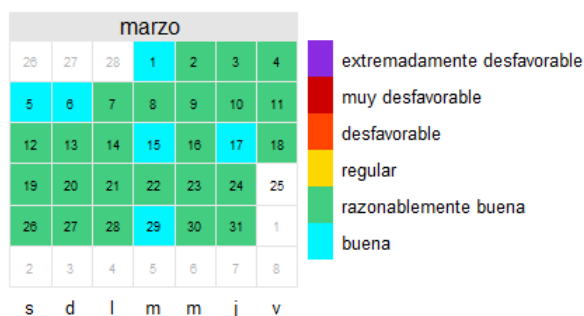 marzo
26 27 28 1 2 3 4
5 6 7 8 9 10 11
12 13 14 15 16 17 18
19 20 21 22 23 24 25
26 27 28 29 30 31 1
2 3 4 5 6 7 8
s d l m m j v
extremadamente desfavorable
muy desfavorable
desfavorable
regular
razonablemente buena
buena